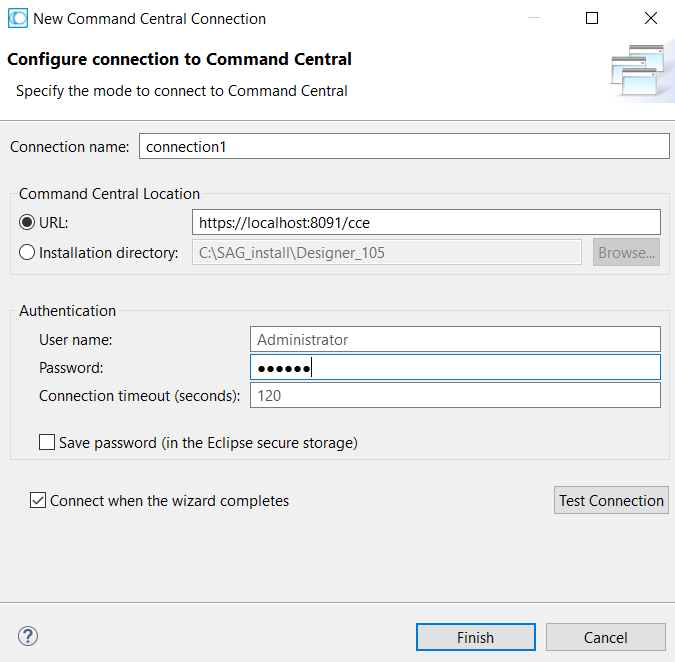 New Command Central Connection
Configure connection to Command Central
Specify the mode to connect to Command Central
Connection name: connection1
Command Central Location
URL: https://localhost:8091/cce
Installation directory: C:\SAG_install\Designer_105 Browse...
Authentication
User name: Administrator
Password: ●●●●●●
Connection timeout (seconds): 120
Save password (in the Eclipse secure storage)
Connect when the wizard completes Test Connection
? Finish Cancel